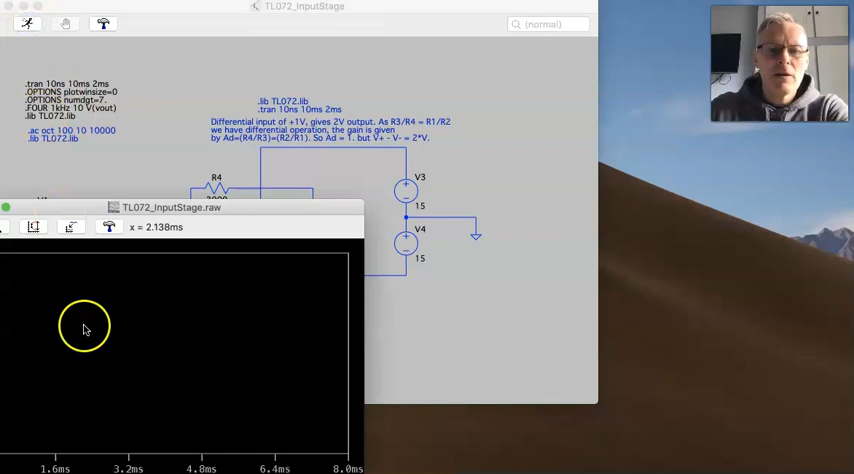 TL072_InputStage
(normal)
.tran 10ns 10ms 2ms
.OPTIONS plotwinsize=0
.OPTIONS numdgt=7.
.FOUR 1kHz 10 V(vout)
.lib TL072.lib
.ac oct 100 10 10000
.lib TL072.lib
.lib TL072.lib
.tran 10ns 10ms 2ms
Differential input of +1V, gives 2V output. As R3/R4 = R1/R2
we have differential operation, the gain is given
by Ad=(R4/R3)=(R2/R1). So Ad = 1. but V+ - V- = 2*V.
R4
V3
15
V4
15
TL072_InputStage.raw
x = 2.138ms
1.6ms 3.2ms 4.8ms 6.4ms 8.0ms